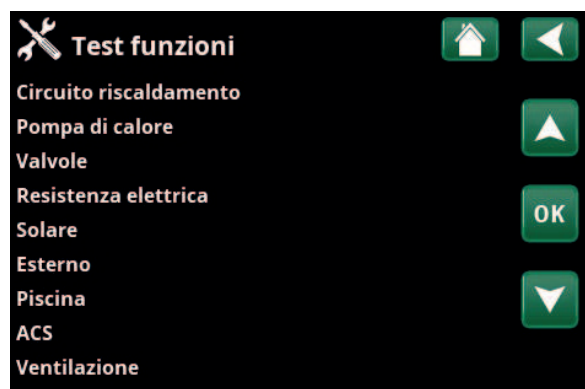 Test funzioni
Circuito riscaldamento
Pompa di calore
Valvole
Resistenza elettrica
OK
Solare
Esterno
Piscina
ACS
Ventilazione